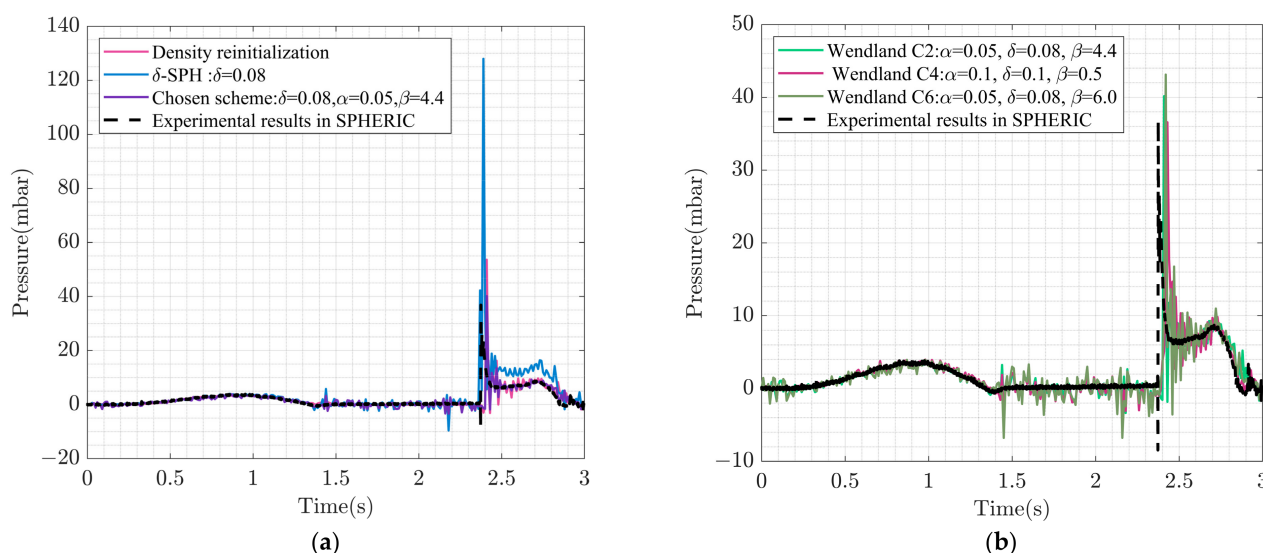 140
120
100
80
60
40
20
0
−20
Pressure(mbar)
Density reinitialization
δ-SPH :δ=0.08
Chosen scheme:δ=0.08,α=0.05,β=4.4
Experimental results in SPHERIC
0 0.5 1 1.5 2 2.5 3
Time(s)
(a)
50
40
30
20
10
0
−10
Pressure(mbar)
Wendland C2:α=0.05, δ=0.08, β=4.4
Wendland C4:α=0.1, δ=0.1, β=0.5
Wendland C6:α=0.05, δ=0.08, β=6.0
Experimental results in SPHERIC
0 0.5 1 1.5 2 2.5 3
Time(s)
(b)